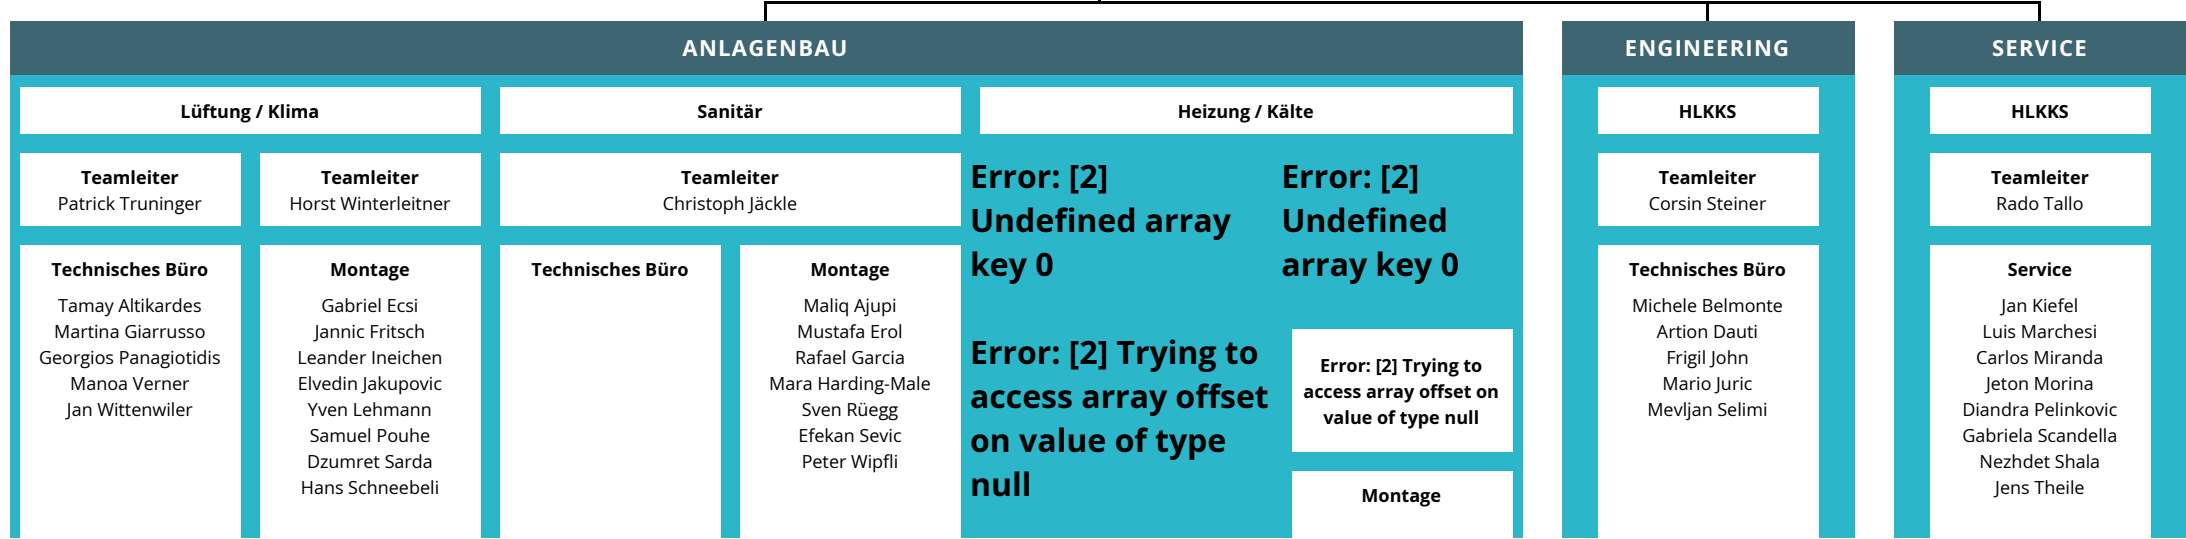 ANLAGENBAU
Lüftung / Klima
Teamleiter
Patrick Truninger
Teamleiter
Horst Winterleitner
Technisches Büro
Tamay Altikardes
Martina Giarrusso
Georgios Panagiotidis
Manoa Verner
Jan Wittenwiler
Montage
Gabriel Ecsi
Jannic Fritsch
Leander Ineichen
Elvedin Jakupovic
Yven Lehmann
Samuel Pouhe
Dzumret Sarda
Hans Schneebeli
Sanitär
Teamleiter
Christoph Jäckle
Technisches Büro
Montage
Maliq Ajupi
Mustafa Erol
Rafael Garcia
Mara Harding-Male
Sven Rüegg
Efekan Sevic
Peter Wipfli
Heizung / Kälte
Error: [2]
Undefined array
key 0
Error: [2] Trying to
access array offset
on value of type
null
Error: [2]
Undefined
array key 0
Error: [2] Trying to
access array offset on
value of type null
Montage
ENGINEERING
HLKKS
Teamleiter
Corsin Steiner
Technisches Büro
Michele Belmonte
Artion Dauti
Frigil John
Mario Juric
Mevljan Selimi
SERVICE
HLKKS
Teamleiter
Rado Tallo
Service
Jan Kiefel
Luis Marchesi
Carlos Miranda
Jeton Morina
Diandra Pelinkovic
Gabriela Scandella
Nezhdet Shala
Jens Theile